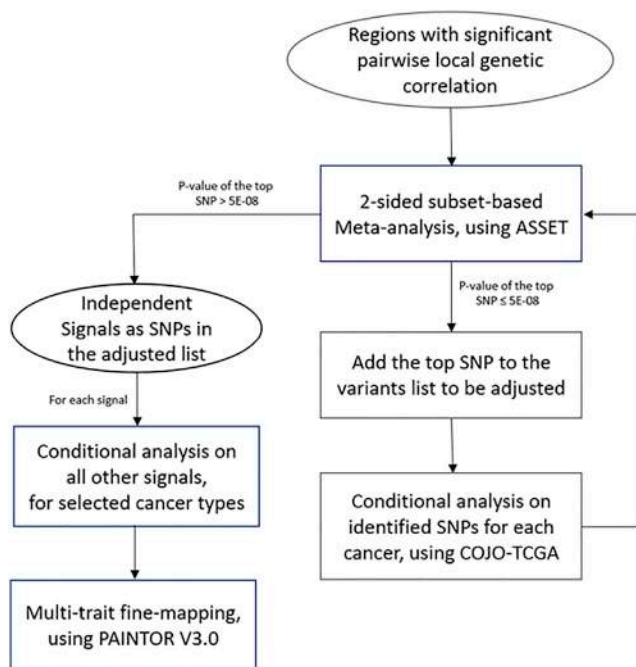 Regions with significant
pairwise local genetic
correlation
P-value of the top
SNP > 5E-08
2-sided subset-based
Meta-analysis, using ASSET
P-value of the top
SNP ≤ 5E-08
Independent
Signals as SNPs in
the adjusted list
Add the top SNP to the
variants list to be adjusted
For each signal
Conditional analysis on
all other signals,
for selected cancer types
Conditional analysis on
identified SNPs for each
cancer, using COJO-TCGA
Multi-trait fine-mapping,
using PAINTOR V3.0